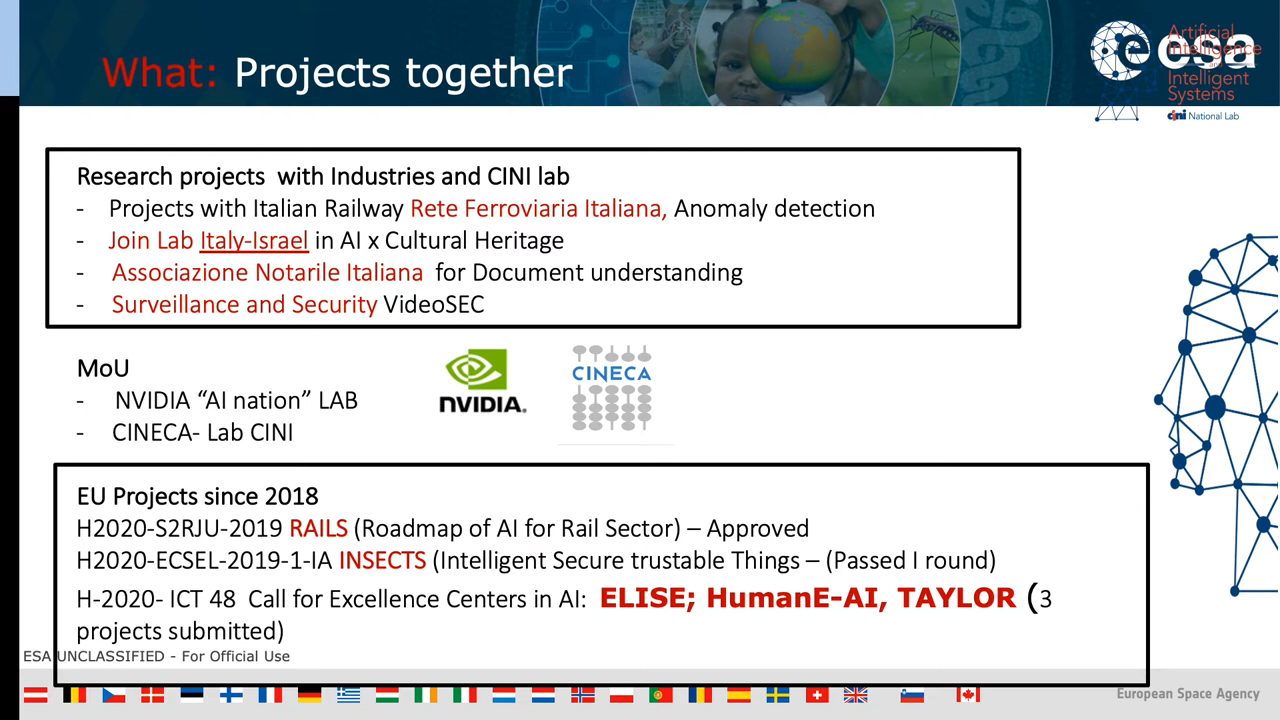 What: Projects together
esa
Artificial
Intelligence
and
Intelligent
Systems
cini National Lab
Research projects with Industries and CINI lab
- Projects with Italian Railway Rete Ferroviaria Italiana, Anomaly detection
- Join Lab Italy-Israel in AI x Cultural Heritage
- Associazione Notarile Italiana for Document understanding
- Surveillance and Security VideoSEC
MoU
- NVIDIA “AI nation” LAB
- CINECA- Lab CINI
NVIDIA.
CINECA
EU Projects since 2018
H2020-S2RJU-2019 RAILS (Roadmap of AI for Rail Sector) – Approved
H2020-ECSEL-2019-1-IA INSECTS (Intelligent Secure trustable Things – (Passed I round)
H-2020- ICT 48 Call for Excellence Centers in AI: ELISE; HumanE-AI, TAYLOR (3
projects submitted)
ESA UNCLASSIFIED - For Official Use
European Space Agency